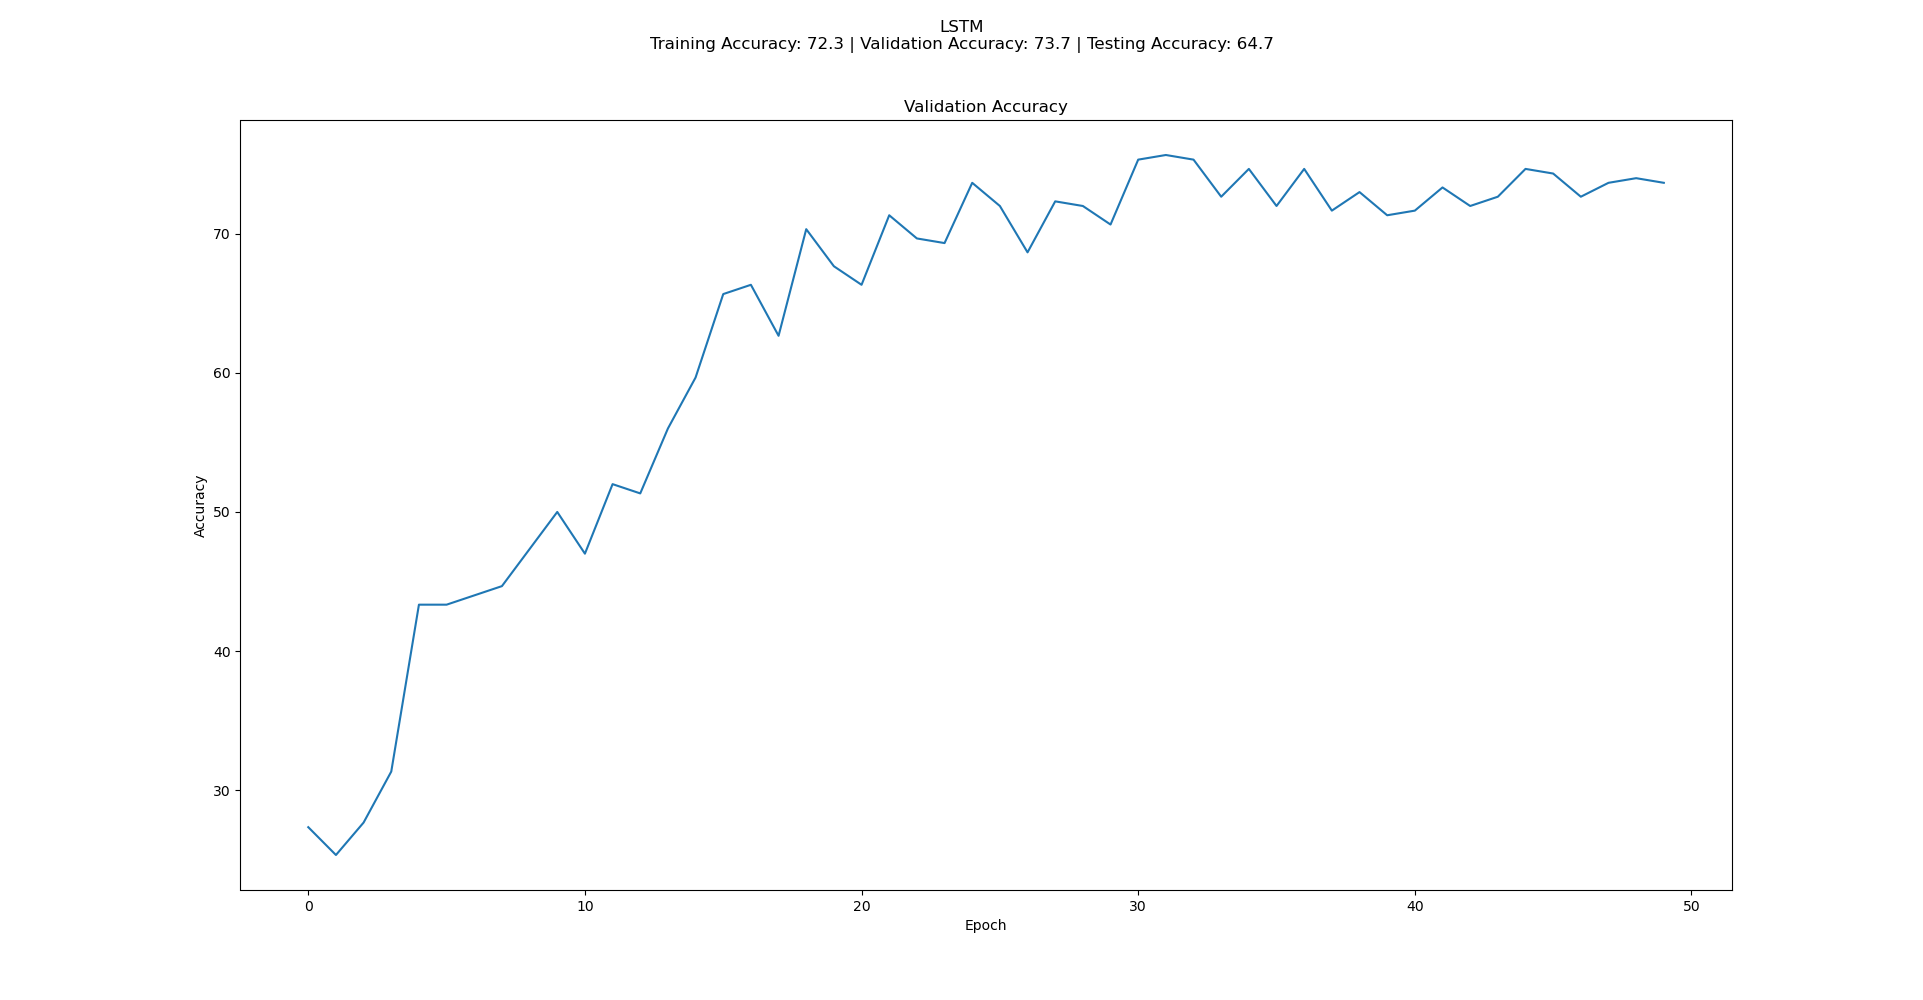 LSTM
Training Accuracy: 72.3 | Validation Accuracy: 73.7 | Testing Accuracy: 64.7
Validation Accuracy
Accuracy
70
60
50
40
30
0 10 20 30 40 50
Epoch